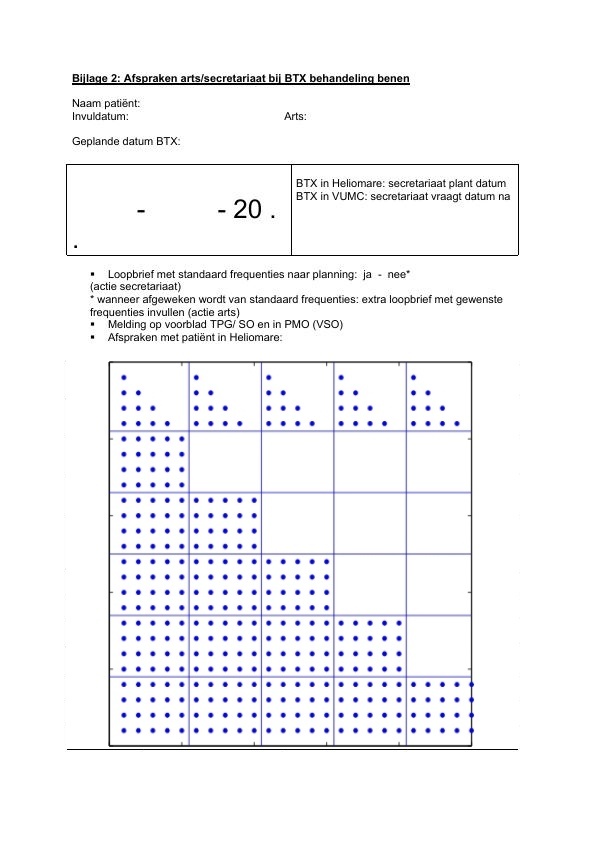 Bijlage 2: Afspraken arts/secretariaat bij BTX behandeling benen
Naam patiënt:
Invuldatum: Arts:
Geplande datum BTX:
- - 20 .
.
BTX in Heliomare: secretariaat plant datum
BTX in VUMC: secretariaat vraagt datum na
▪ Loopbrief met standaard frequenties naar planning: ja - nee*
(actie secretariaat)
* wanneer afgeweken wordt van standaard frequenties: extra loopbrief met gewenste
frequenties invullen (actie arts)
▪ Melding op voorblad TPG/ SO en in PMO (VSO)
▪ Afspraken met patiënt in Heliomare: